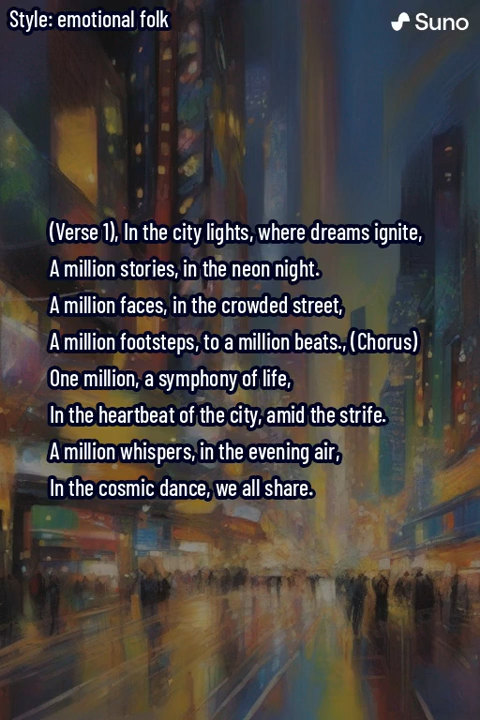 Style: emotional folk
Suno
(Verse 1), In the city lights, where dreams ignite,
A million stories, in the neon night.
A million faces, in the crowded street,
A million footsteps, to a million beats., (Chorus)
One million, a symphony of life,
In the heartbeat of the city, amid the strife.
A million whispers, in the evening air,
In the cosmic dance, we all share.